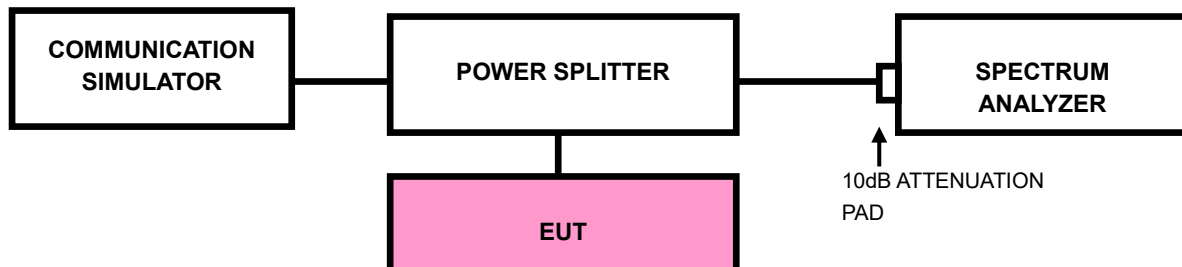 COMMUNICATION
SIMULATOR
POWER SPLITTER
SPECTRUM
ANALYZER
10dB ATTENUATION
PAD
EUT